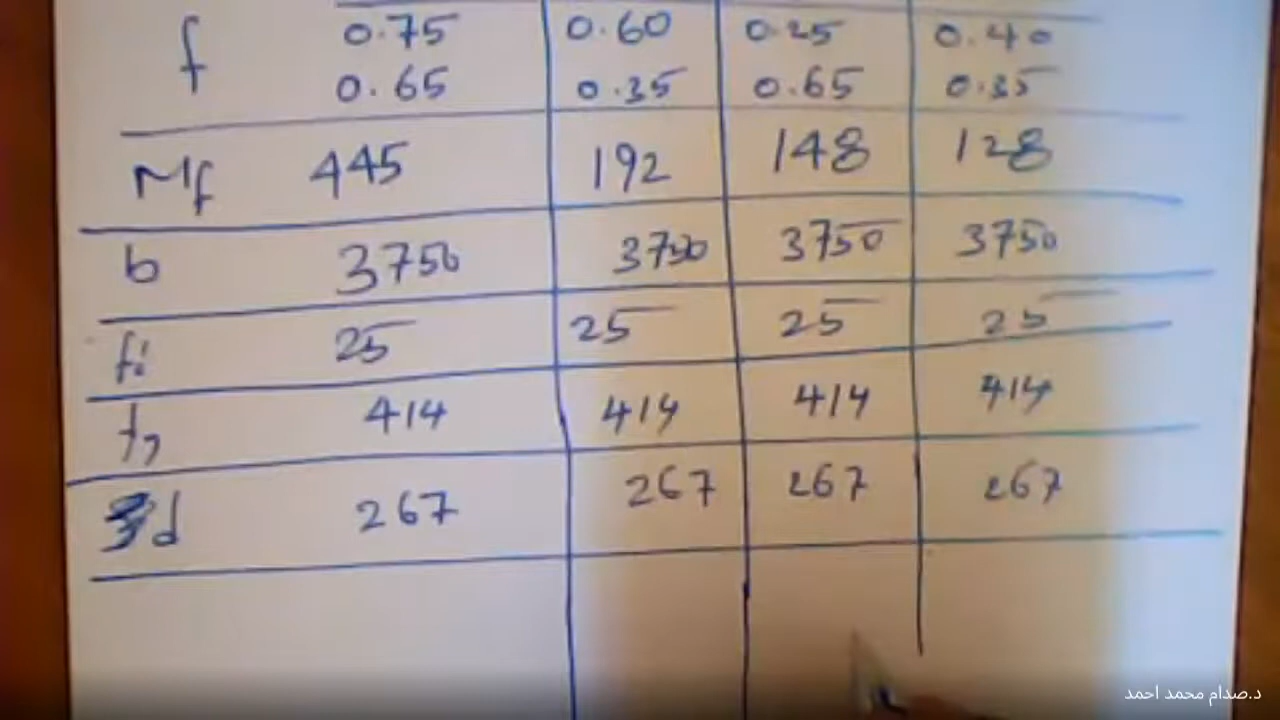 f 0.75 0.60 0.25 0.40
0.65 0.35 0.65 0.35
Mf 445 192 148 128
b 3750 3750 3750 3750
25 25 25 25
414 414 414 414
d 267 267 267 267
د.صدام محمد احمد